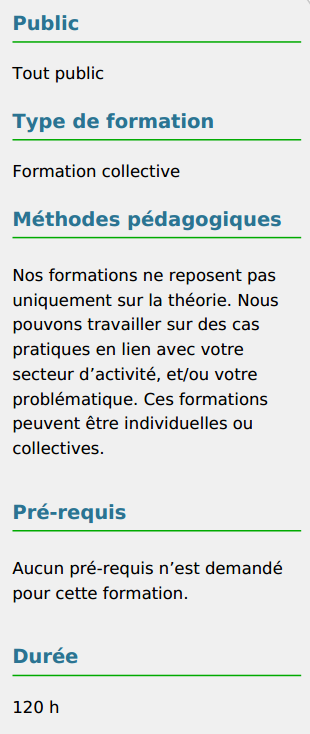 Public
Tout public
Type de formation
Formation collective
Méthodes pédagogiques
Nos formations ne reposent pas
uniquement sur la théorie. Nous
pouvons travailler sur des cas
pratiques en lien avec votre
secteur d’activité, et/ou votre
problématique. Ces formations
peuvent être individuelles ou
collectives.
Pré-requis
Aucun pré-requis n’est demandé
pour cette formation.
Durée
120 h